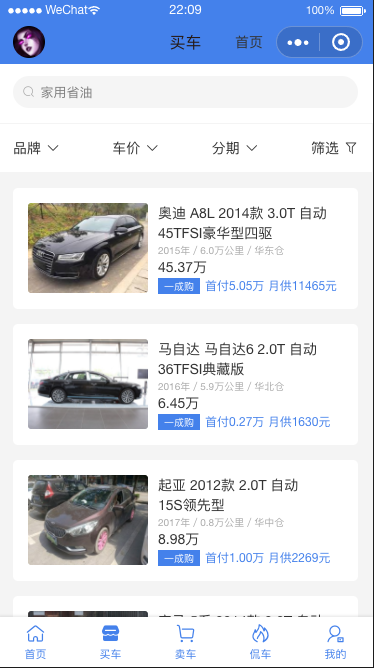 WeChat 22:09 100%
买车 首页
家用省油
品牌 车价 分期 筛选
奥迪 A8L 2014款 3.0T 自动
45TFSI豪华型四驱
2015年 / 6.0万公里 / 华东仓
45.37万
一成购 首付5.05万 月供11465元
马自达 马自达6 2.0T 自动
36TFSI典藏版
2016年 / 5.9万公里 / 华北仓
6.45万
一成购 首付0.27万 月供1630元
起亚 2012款 2.0T 自动
15S领先型
2017年 / 0.8万公里 / 华中仓
8.98万
一成购 首付1.00万 月供2269元
首页 买车 卖车 侃车 我的